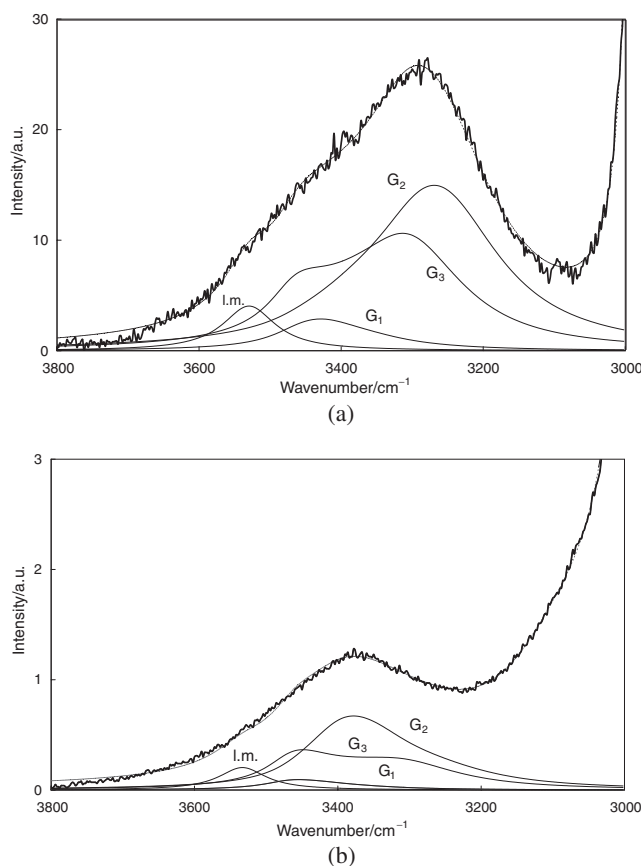 30
20
10
0
Intensity/a.u.
G2
G3
l.m.
G1
3800 3600 3400 3200 3000
Wavenumber/cm−1
(a)
3
2
1
0
Intensity/a.u.
G2
G3
l.m.
G1
3800 3600 3400 3200 3000
Wavenumber/cm−1
(b)